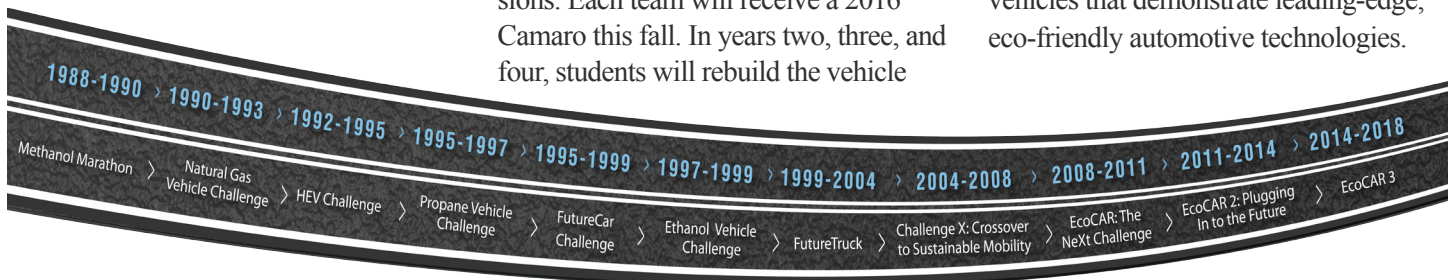 sions. Each team will receive a 2016
Camaro this fall. In years two, three, and
four, students will rebuild the vehicle
vehicles that demonstrate leading-edge,
eco-friendly automotive technologies.
1988-1990 › 1990-1993 › 1992-1995 › 1995-1997 › 1995-1999 › 1997-1999 › 1999-2004 › 2004-2008 › 2008-2011 › 2011-2014 › 2014-2018
Methanol Marathon
Natural Gas
Vehicle Challenge
HEV Challenge
Propane Vehicle
Challenge
FutureCar
Challenge
Ethanol Vehicle
Challenge
FutureTruck
Challenge X: Crossover
to Sustainable Mobility
EcoCAR: The
NeXt Challenge
EcoCAR 2: Plugging
In to the Future
EcoCAR 3